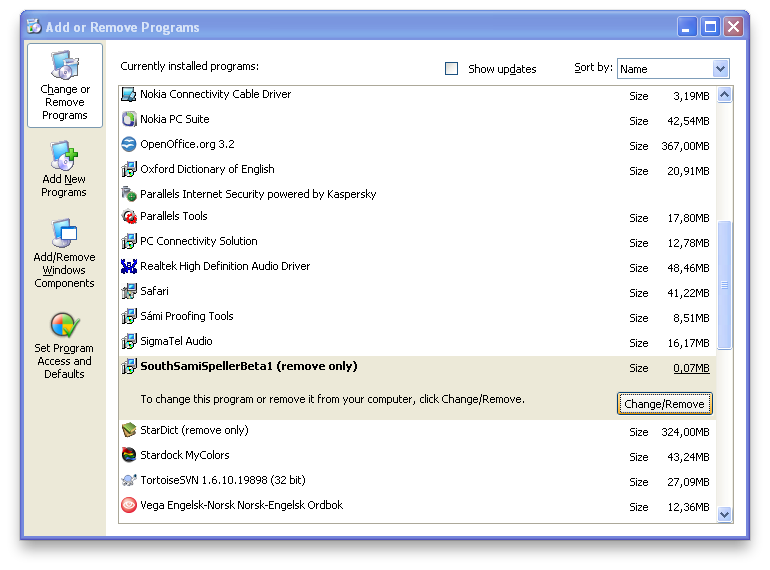 Add or Remove Programs
Change or
Remove
Programs
Add New
Programs
Add/Remove
Windows
Components
Set Program
Access and
Defaults
Currently installed programs:
Show updates
Sort by: Name
Nokia Connectivity Cable Driver Size 3,19MB
Nokia PC Suite Size 42,54MB
OpenOffice.org 3.2 Size 367,00MB
Oxford Dictionary of English Size 20,91MB
Parallels Internet Security powered by Kaspersky
Parallels Tools Size 17,80MB
PC Connectivity Solution Size 12,78MB
Realtek High Definition Audio Driver Size 48,46MB
Safari Size 41,22MB
Sámi Proofing Tools Size 8,51MB
SigmaTel Audio Size 16,17MB
SouthSamiSpellerBeta1 (remove only) Size 0,07MB
To change this program or remove it from your computer, click Change/Remove. Change/Remove
StarDict (remove only) Size 324,00MB
Stardock MyColors Size 43,24MB
TortoiseSVN 1.6.10.19898 (32 bit) Size 27,09MB
Vega Engelsk-Norsk Norsk-Engelsk Ordbok Size 12,36MB